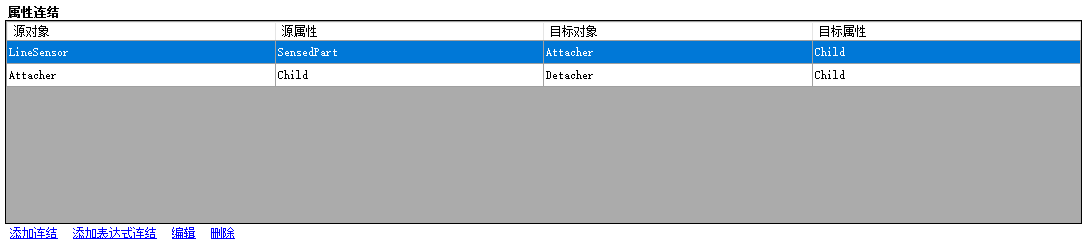 属性连结
源对象 源属性 目标对象 目标属性
LineSensor SensedPart Attacher Child
Attacher Child Detacher Child
添加连结 添加表达式连结 编辑 删除